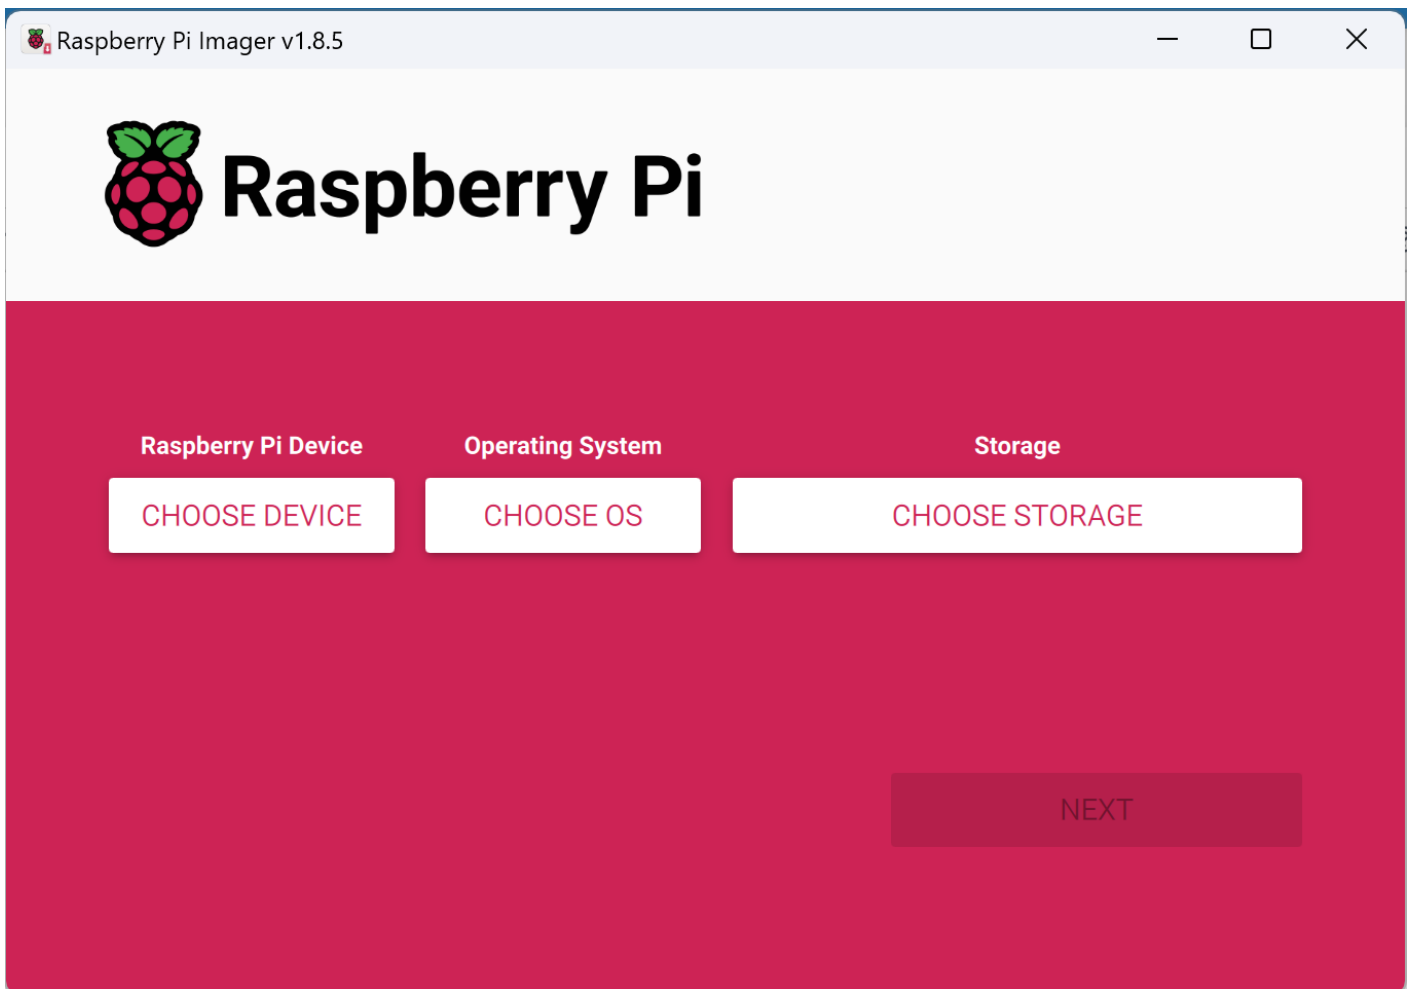 Raspberry Pi Imager v1.8.5
Raspberry Pi
Raspberry Pi Device
Operating System
Storage
CHOOSE DEVICE
CHOOSE OS
CHOOSE STORAGE
NEXT